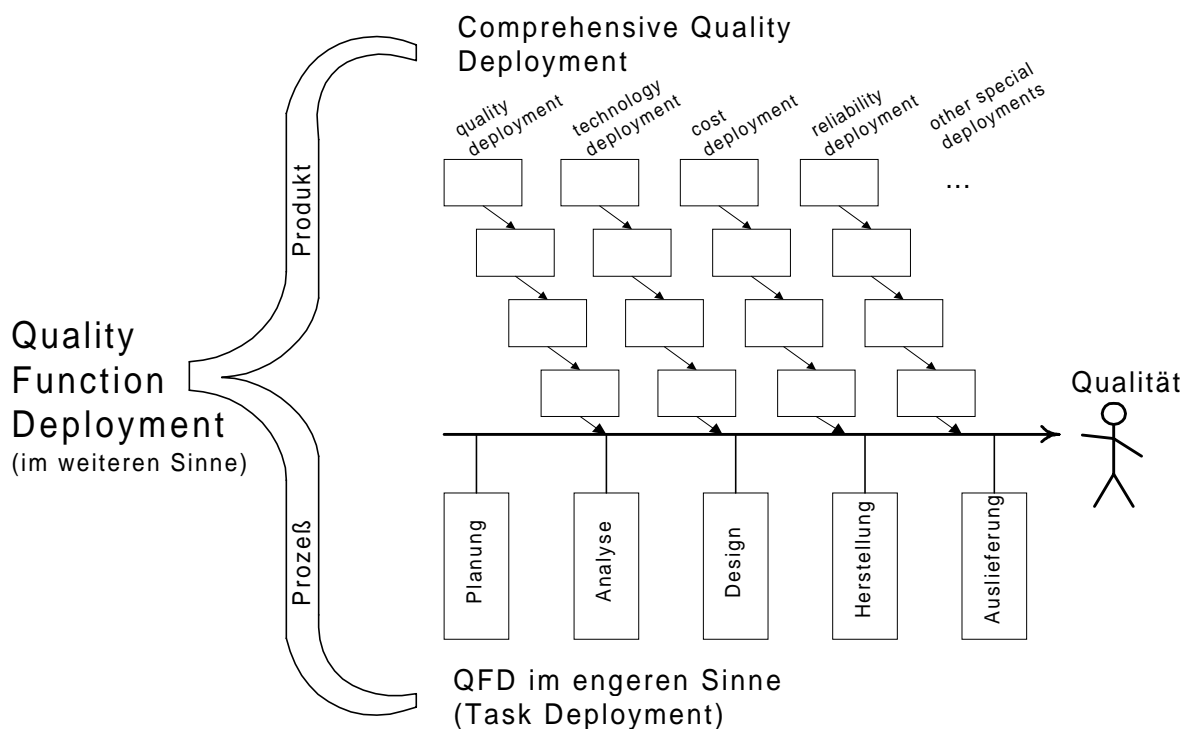 Comprehensive Quality
Deployment
quality
deployment
technology
deployment
cost
deployment
reliability
deployment
other special
deployments
...
Produkt
Quality
Function
Deployment
(im weiteren Sinne)
Qualität
Prozeß
Planung
Analyse
Design
Herstellung
Auslieferung
QFD im engeren Sinne
(Task Deployment)